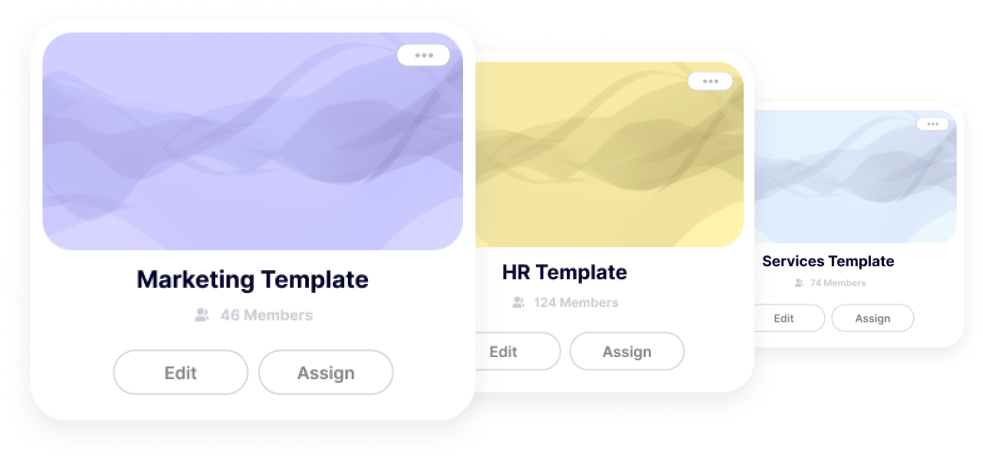 Marketing Template
46 Members
Edit
Assign
HR Template
124 Members
Edit
Assign
Services Template
74 Members
Edit
Assign